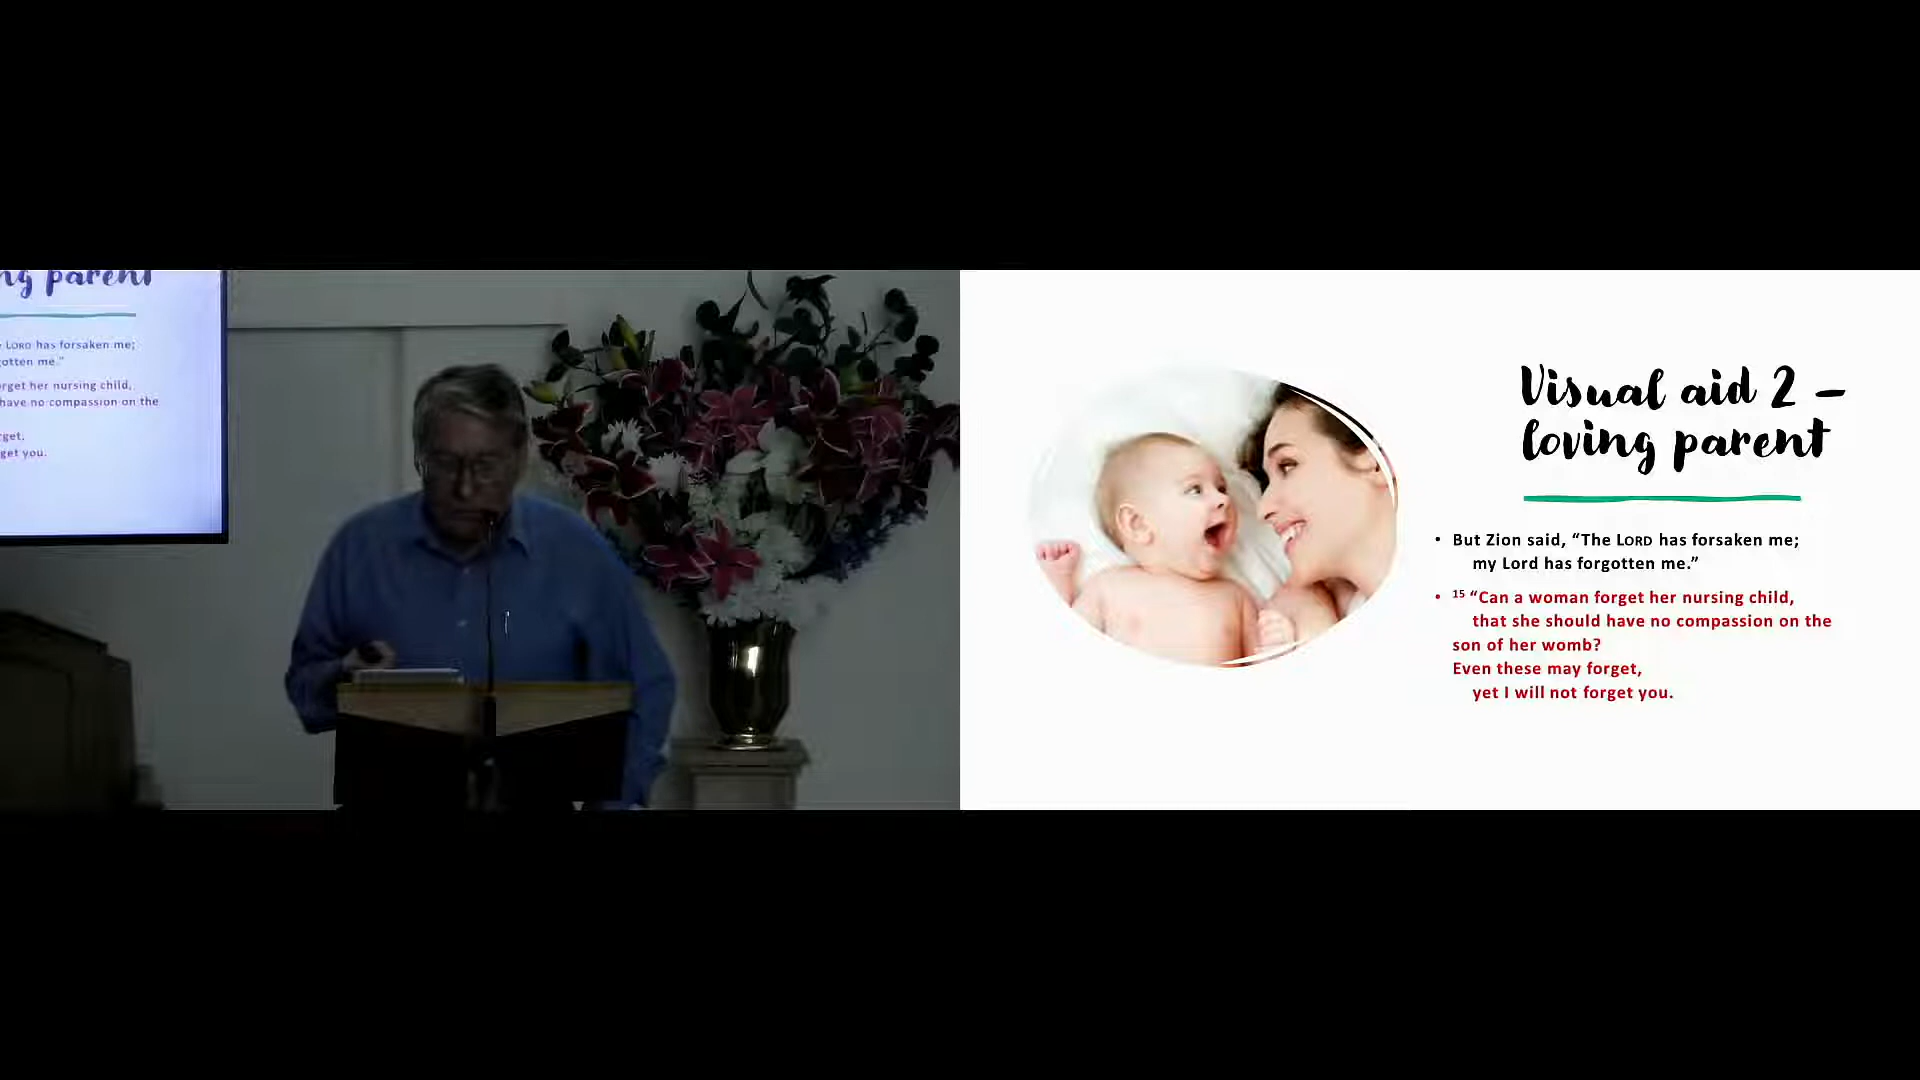 ng parent
LORD has forsaken me;
otten me.”
rget her nursing child,
have no compassion on the
rget,
get you.
Visual aid 2 –
loving parent
• But Zion said, “The LORD has forsaken me;
my Lord has forgotten me.”
• 15 “Can a woman forget her nursing child,
that she should have no compassion on the
son of her womb?
Even these may forget,
yet I will not forget you.